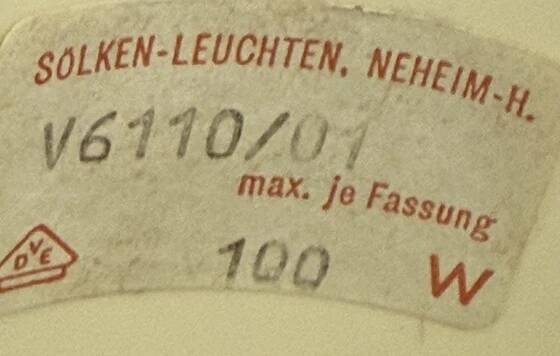 SÖLKEN-LEUCHTEN, NEHEIM-H.
V6110/01
max. je Fassung
DVE
100 W